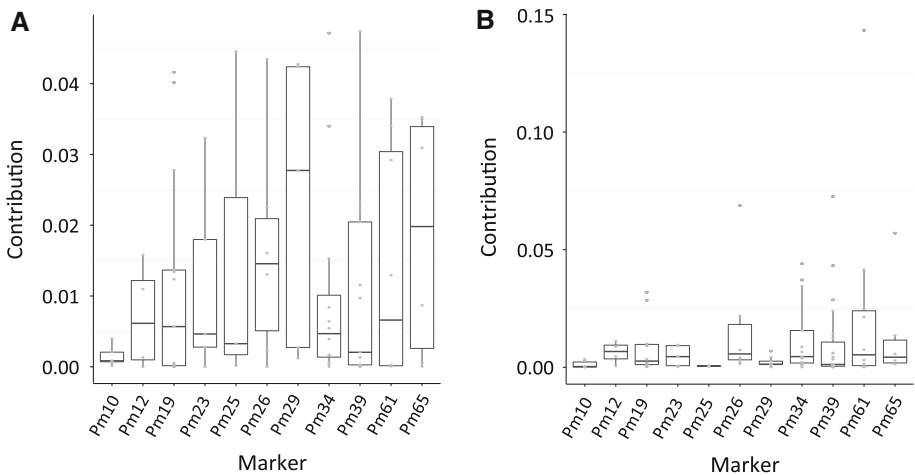 A
Contribution
0.04
0.03
0.02
0.01
0.00
Pm10
Pm12
Pm19
Pm23
Pm25
Pm26
Pm29
Pm34
Pm39
Pm61
Pm65
Marker
B
Contribution
0.15
0.10
0.05
0.00
Pm10
Pm12
Pm19
Pm23
Pm25
Pm26
Pm29
Pm34
Pm39
Pm61
Pm65
Marker